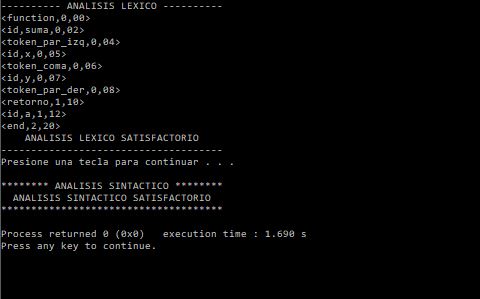 ---------- ANALISIS LEXICO ----------
<function,0,00>
<id,suma,0,02>
<token_par_izq,0,04>
<id,x,0,05>
<token_coma,0,06>
<id,y,0,07>
<token_par_der,0,08>
<retorno,1,10>
<id,a,1,12>
<end,2,20>
ANALISIS LEXICO SATISFACTORIO
-------------------------------------
Presione una tecla para continuar . . .
******** ANALISIS SINTACTICO ********
ANALISIS SINTACTICO SATISFACTORIO
*************************************
Process returned 0 (0x0)   execution time : 1.690 s
Press any key to continue.